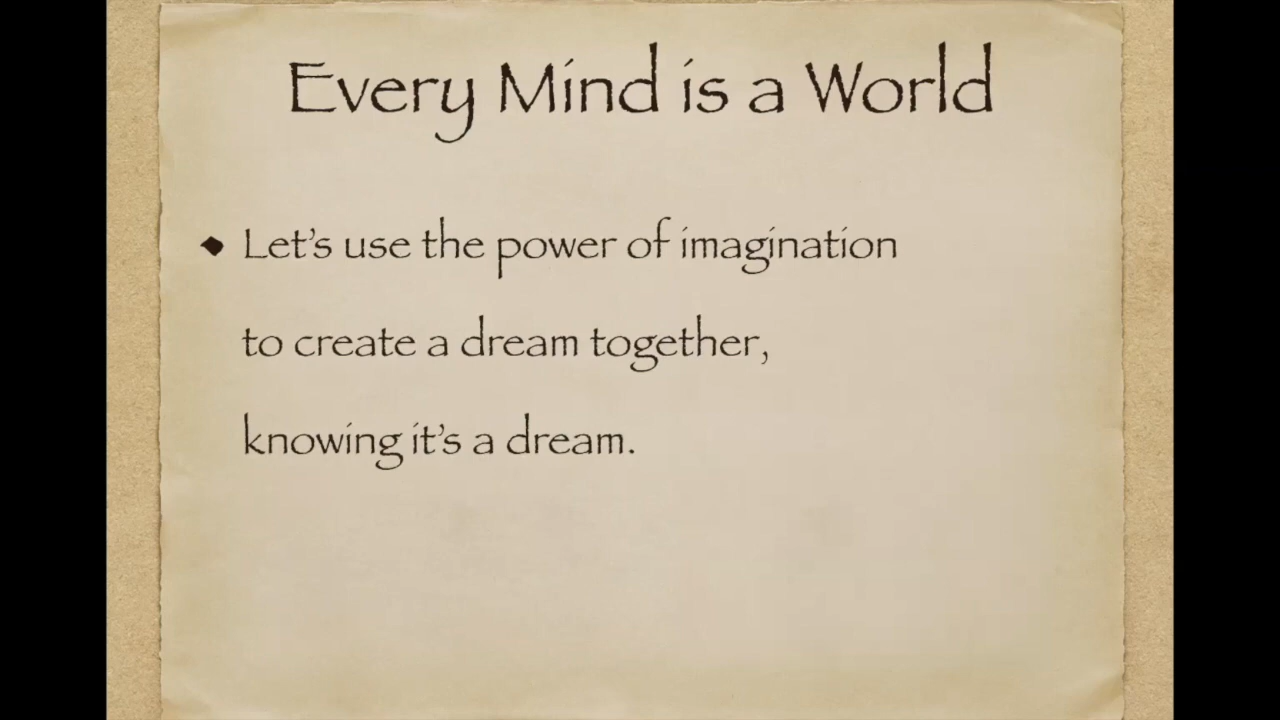 Every Mind is a World
◆ Let's use the power of imagination
to create a dream together,
knowing it's a dream.